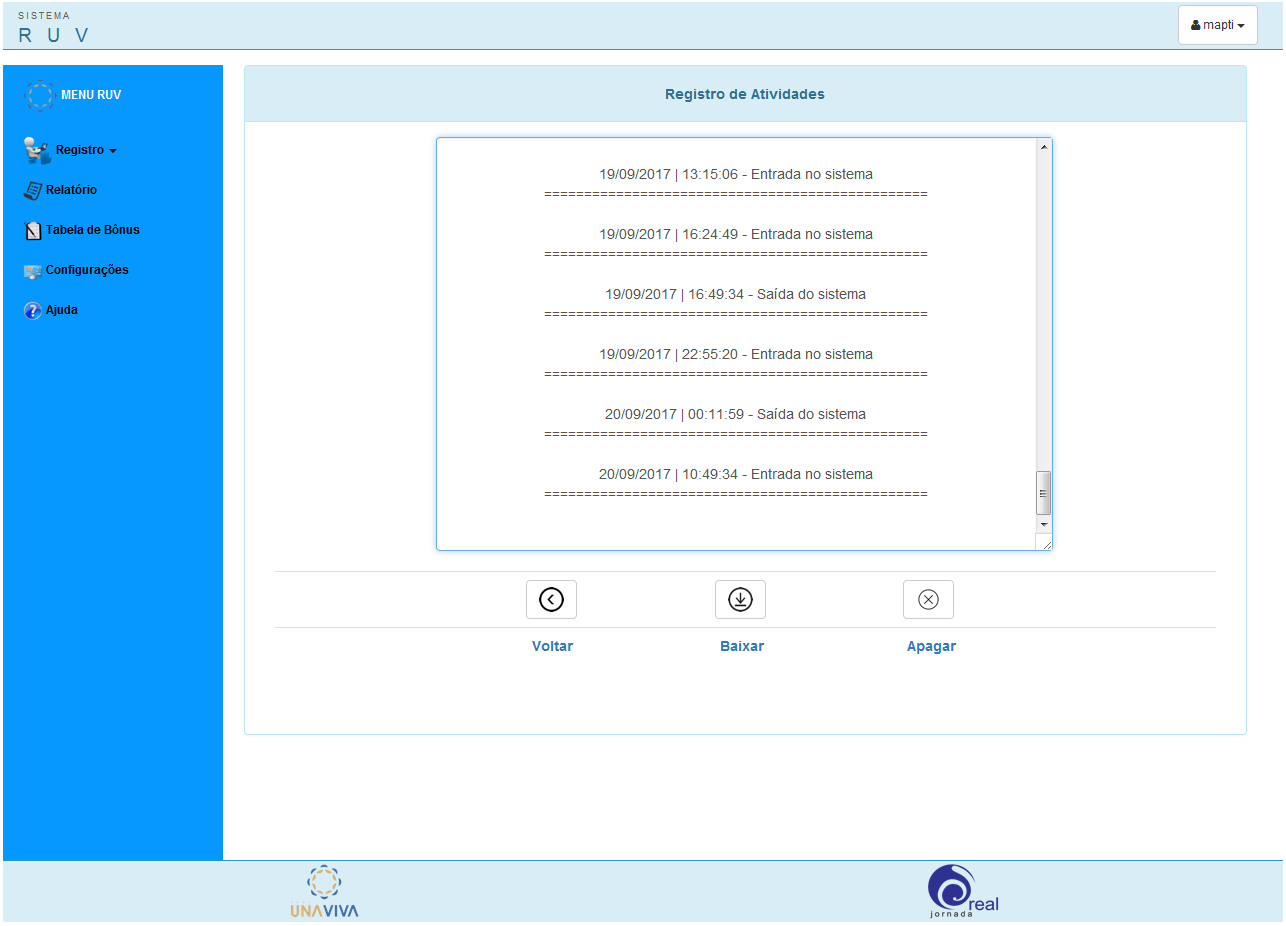 SISTEMA
R U V
mapti
MENU RUV
Registro
Relatório
Tabela de Bônus
Configurações
Ajuda
Registro de Atividades
19/09/2017 | 13:15:06 - Entrada no sistema
================================================
19/09/2017 | 16:24:49 - Entrada no sistema
================================================
19/09/2017 | 16:49:34 - Saída do sistema
================================================
19/09/2017 | 22:55:20 - Entrada no sistema
================================================
20/09/2017 | 00:11:59 - Saída do sistema
================================================
20/09/2017 | 10:49:34 - Entrada no sistema
================================================
Voltar
Baixar
Apagar
UNAVIVA
real
jornada